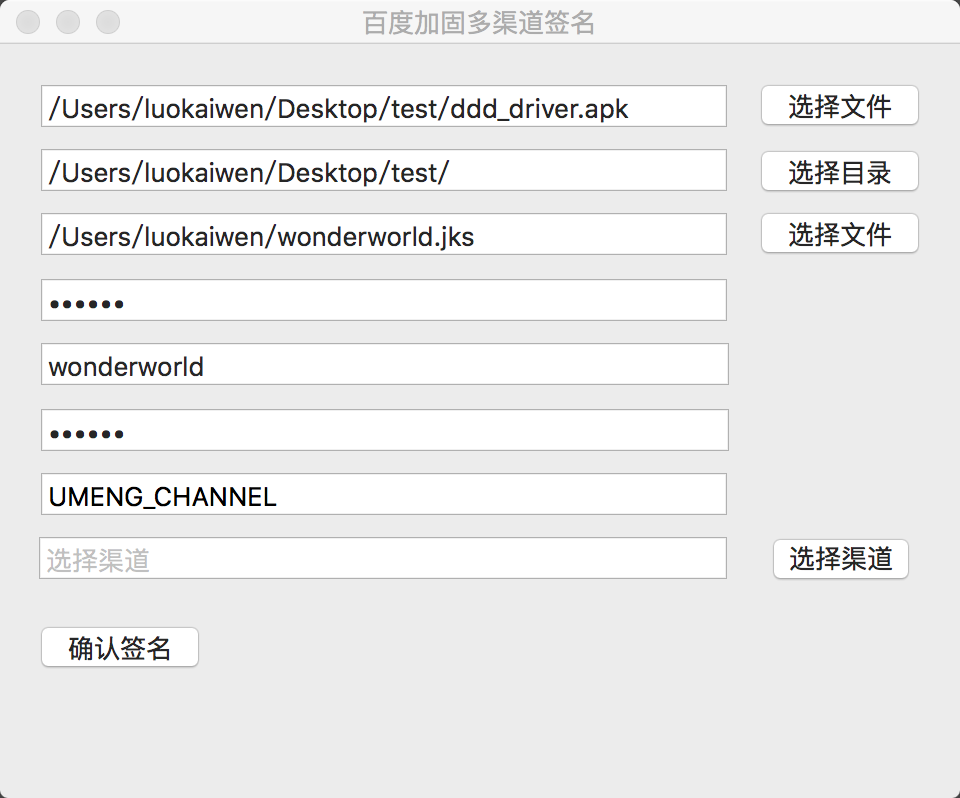 百度加固多渠道签名
/Users/luokaiwen/Desktop/test/ddd_driver.apk 选择文件
/Users/luokaiwen/Desktop/test/ 选择目录
/Users/luokaiwen/wonderworld.jks 选择文件
••••••
wonderworld
••••••
UMENG_CHANNEL
选择渠道 选择渠道
确认签名